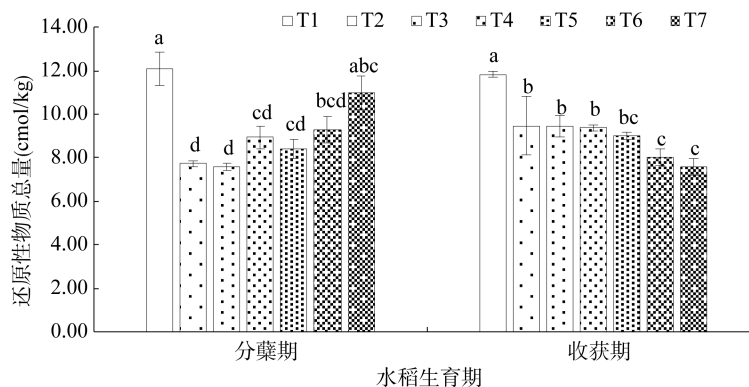 □T1 □T2 □T3 □T4 □T5 □T6 □T7
还原性物质总量(cmol/kg)
14.00
12.00
10.00
8.00
6.00
4.00
2.00
0.00
a d d cd cd bcd abc
a b b b bc c c
分蘖期 收获期
水稻生育期